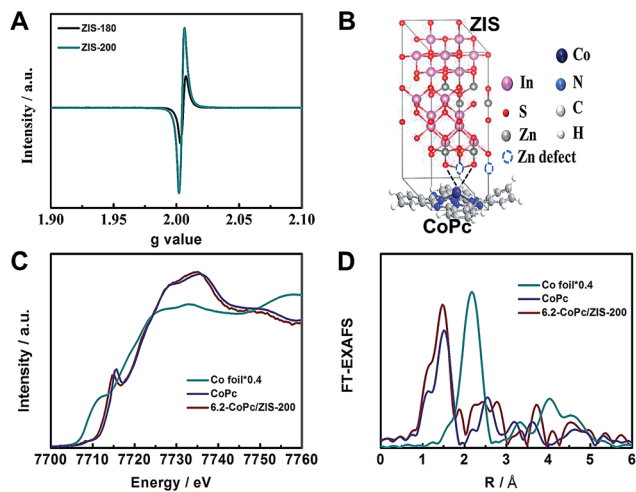 A
ZIS-180
ZIS-200
Intensity / a.u.
1.90 1.95 2.00 2.05 2.10
g value
B
ZIS
Co
In
N
S
C
Zn
H
Zn defect
CoPc
C
Co foil*0.4
CoPc
6.2-CoPc/ZIS-200
Intensity / a.u.
7700 7710 7720 7730 7740 7750 7760
Energy / eV
D
Co foil*0.4
CoPc
6.2-CoPc/ZIS-200
FT-EXAFS
0 1 2 3 4 5 6
R / Å